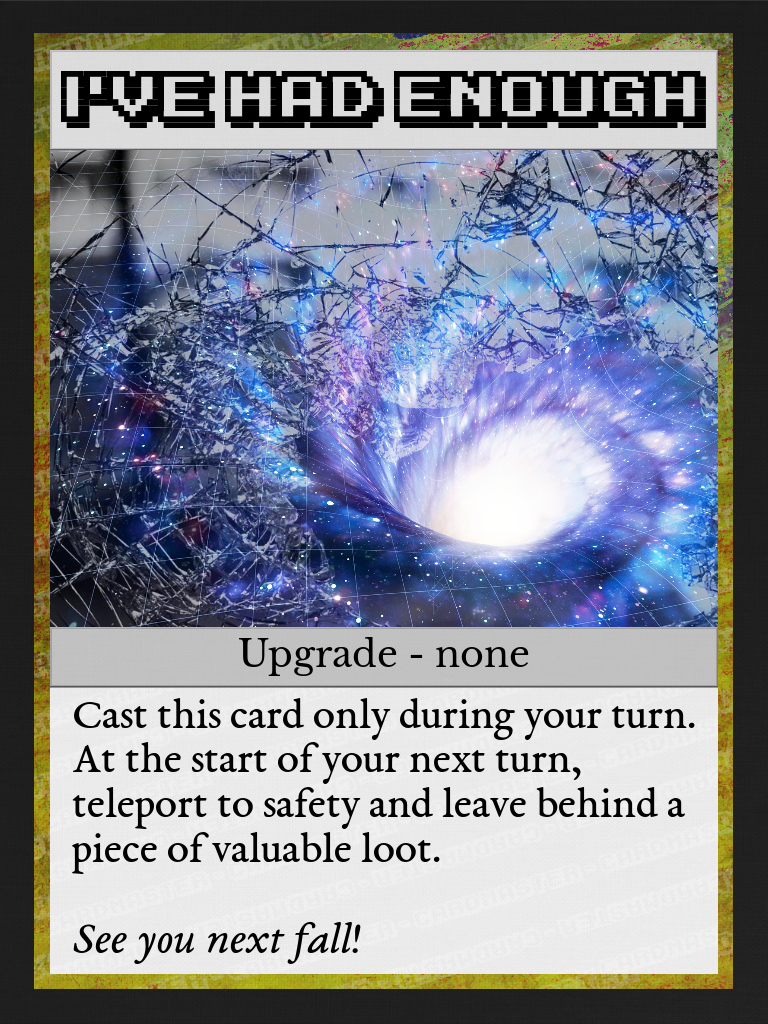 I'VE HAD ENOUGH
Upgrade - none
Cast this card only during your turn.
At the start of your next turn,
teleport to safety and leave behind a
piece of valuable loot.
See you next fall!